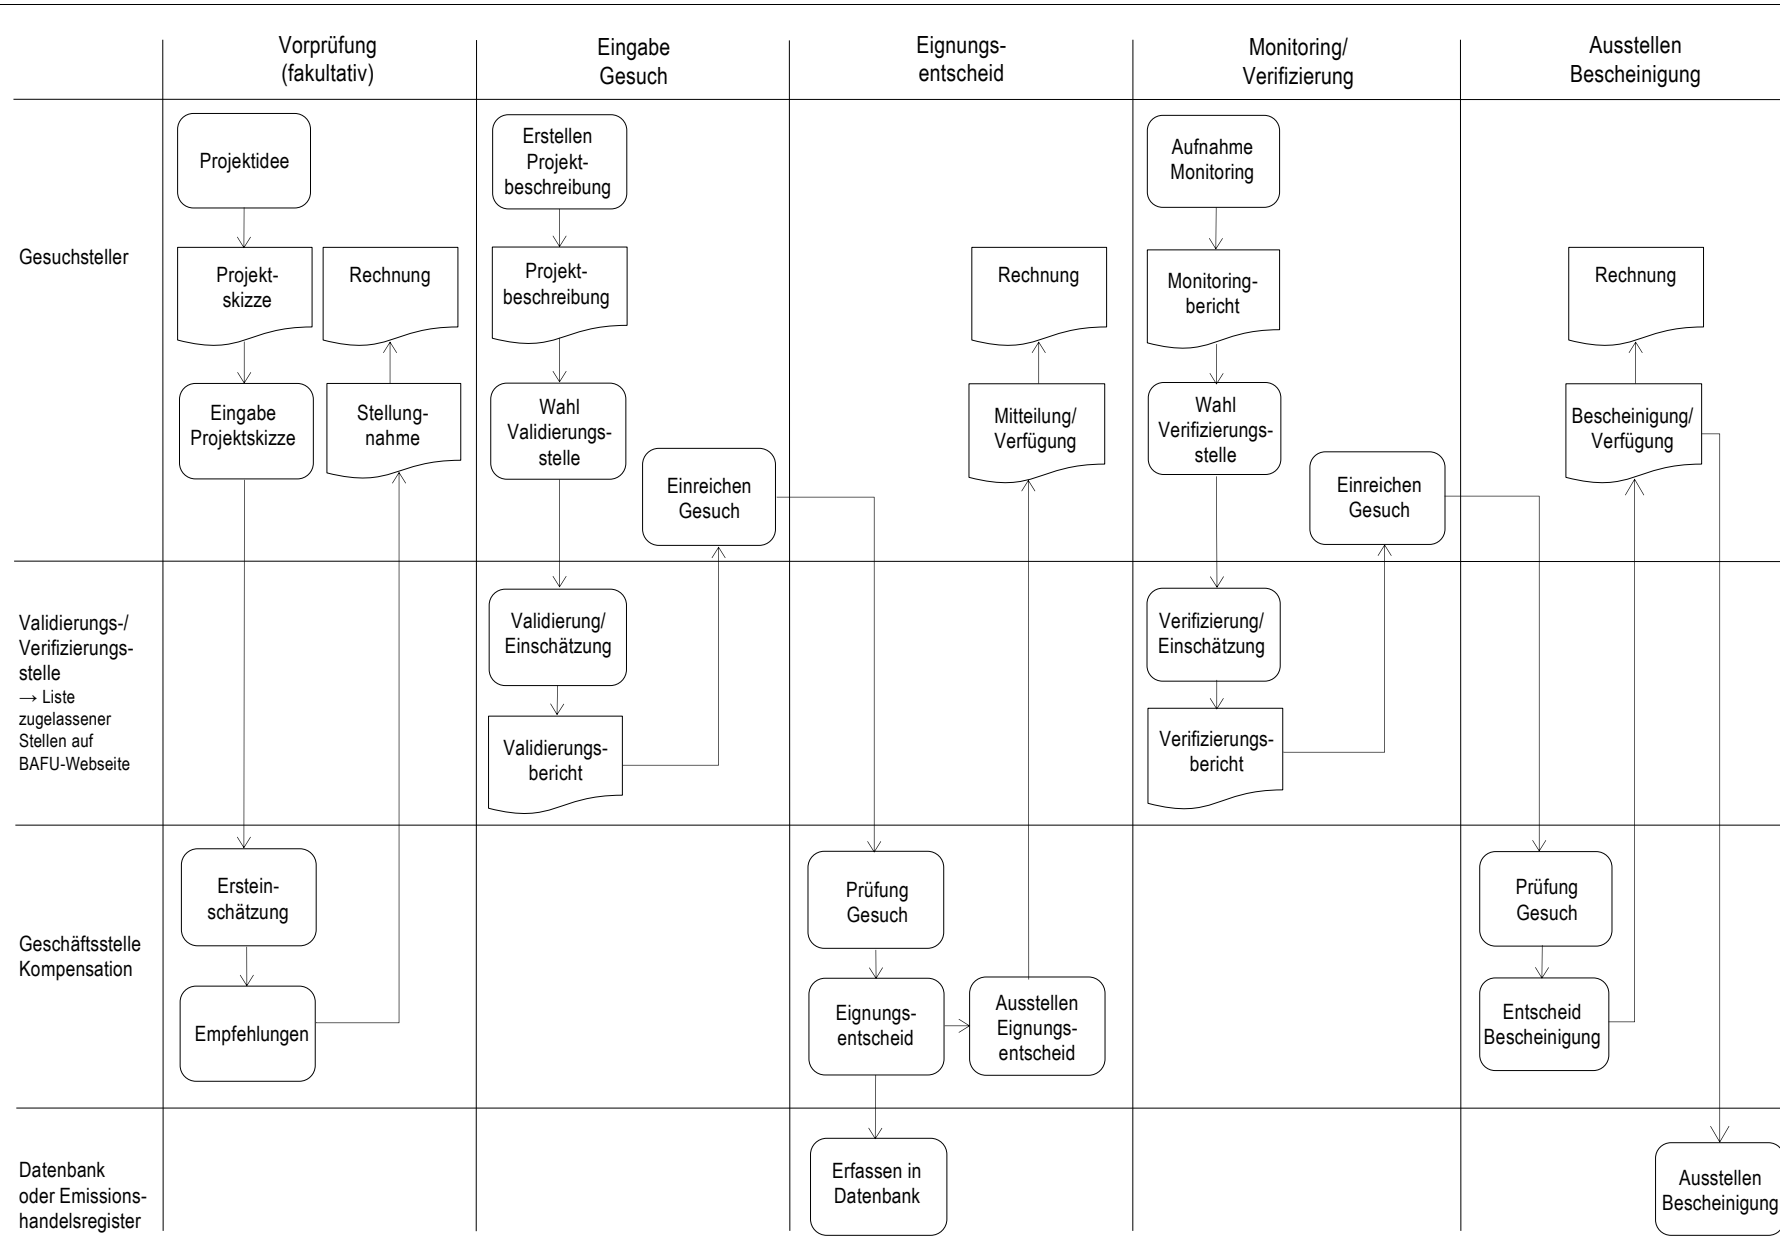 Vorprüfung
(fakultativ)
Eingabe
Gesuch
Eignungs-
entscheid
Monitoring/
Verifizierung
Ausstellen
Bescheinigung
Gesuchsteller
Projektidee
Projekt-
skizze
Rechnung
Eingabe
Projektskizze
Stellung-
nahme
Erstellen
Projekt-
beschreibung
Projekt-
beschreibung
Wahl
Validierungs-
stelle
Einreichen
Gesuch
Rechnung
Mitteilung/
Verfügung
Aufnahme
Monitoring
Monitoring-
bericht
Wahl
Verifizierungs-
stelle
Einreichen
Gesuch
Rechnung
Bescheinigung/
Verfügung
Validierungs-/
Verifizierungs-
stelle
→ Liste
zugelassener
Stellen auf
BAFU-Webseite
Validierung/
Einschätzung
Validierungs-
bericht
Verifizierung/
Einschätzung
Verifizierungs-
bericht
Geschäftsstelle
Kompensation
Erstein-
schätzung
Empfehlungen
Prüfung
Gesuch
Eignungs-
entscheid
Ausstellen
Eignungs-
entscheid
Prüfung
Gesuch
Entscheid
Bescheinigung
Datenbank
oder Emissions-
handelsregister
Erfassen in
Datenbank
Ausstellen
Bescheinigung